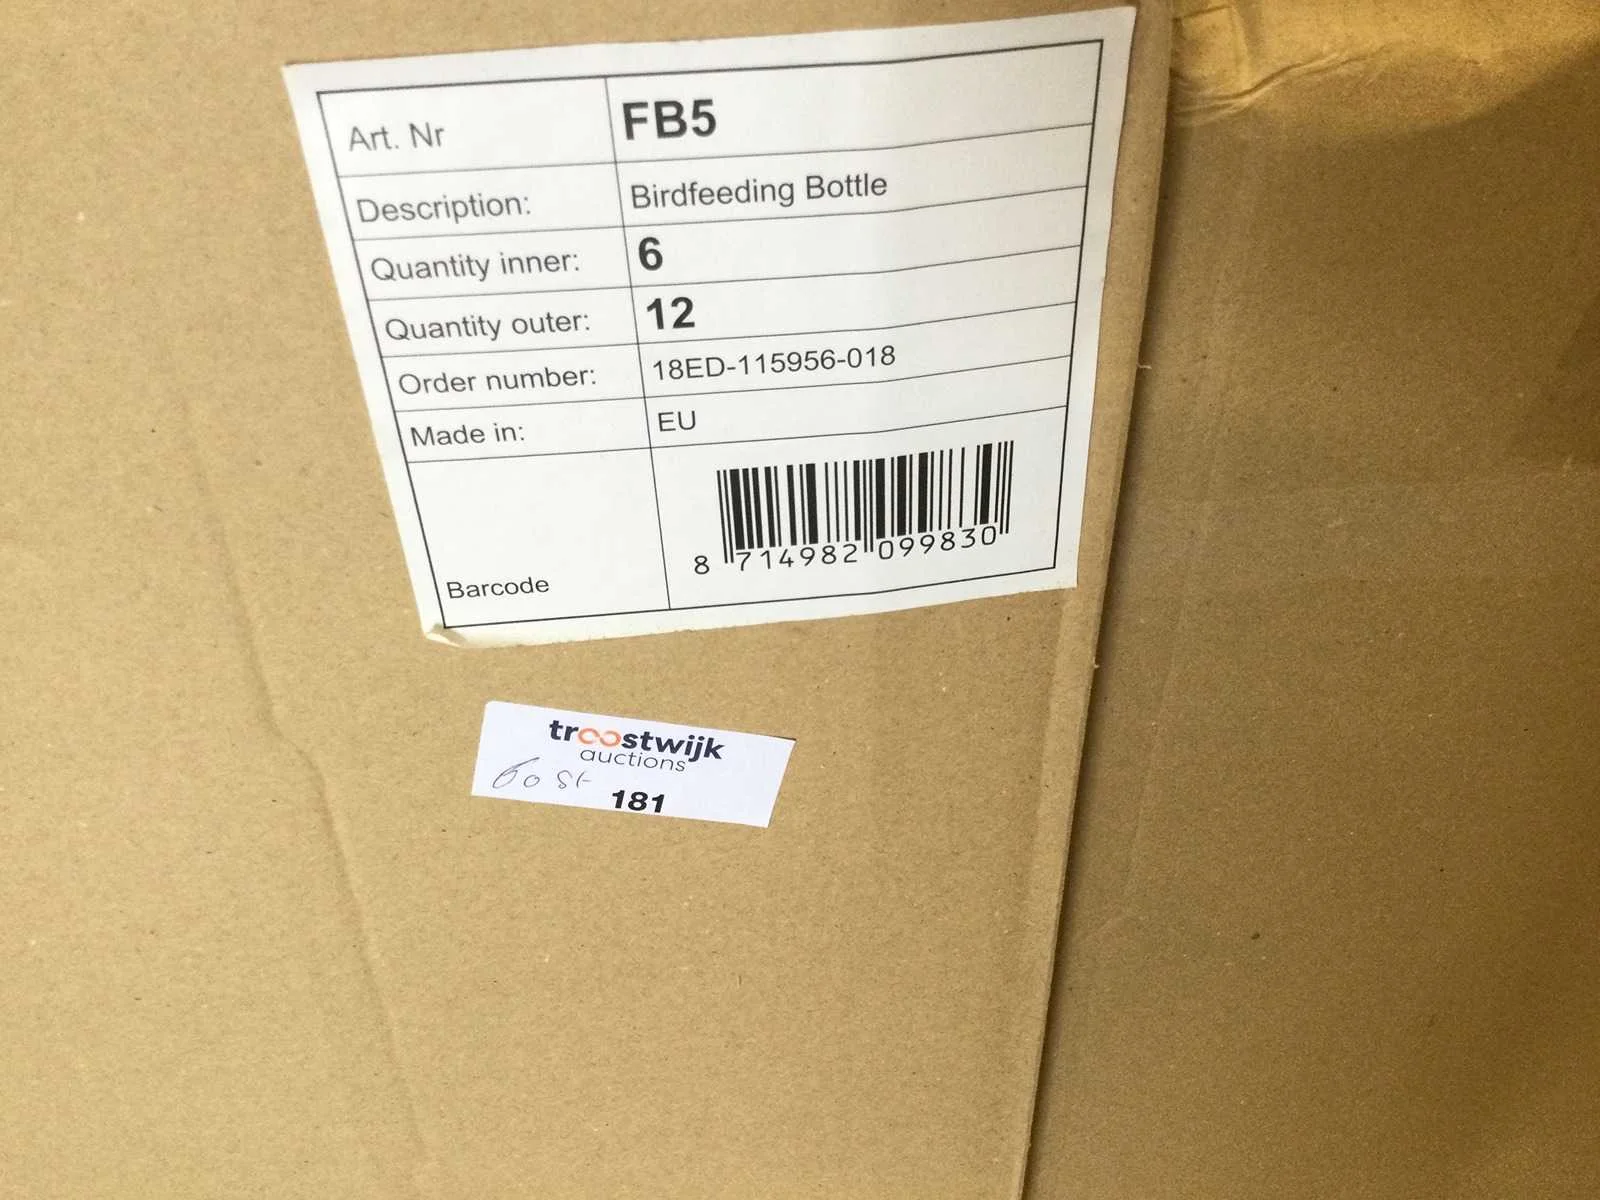 Art. Nr FB5
Description: Birdfeeding Bottle
Quantity inner: 6
Quantity outer: 12
Order number: 18ED-115956-018
Made in: EU
Barcode 8 714982 099830
troostwijk
auctions
60 st
181